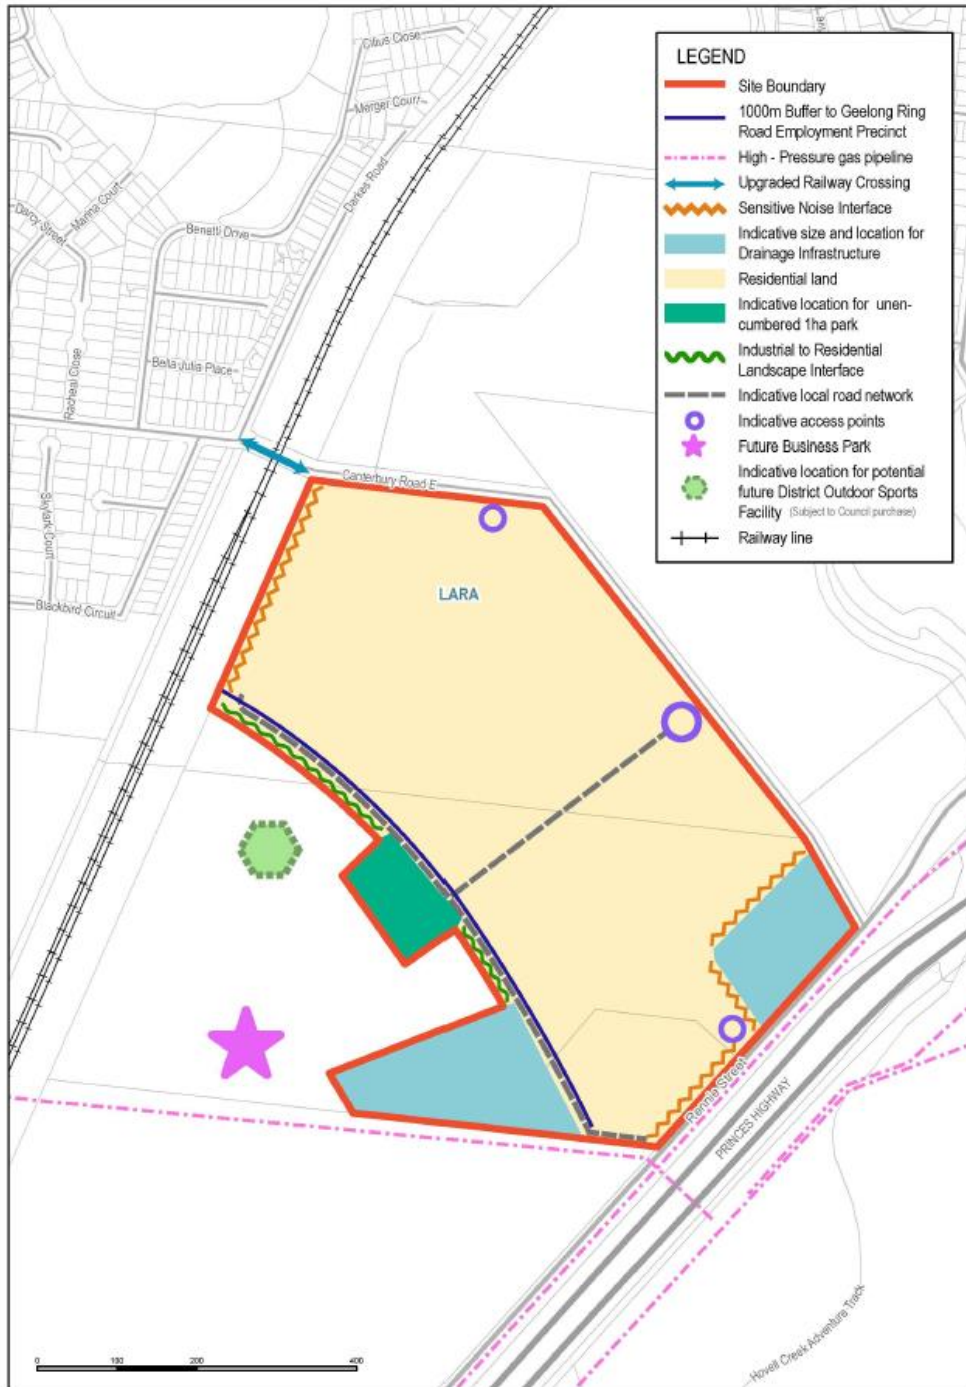 Citrus Close
Merger Court
Darkes Road
Marina Court
Darcy Street
Benatti Drive
Racheal Close
Bella Julia Place
Skylark Court
Blackbird Circuit
Canterbury Road E
LARA
Rennie Street
PRINCES HIGHWAY
Hovell Creek Adventure Track
LEGEND
Site Boundary
1000m Buffer to Geelong Ring
Road Employment Precinct
High - Pressure gas pipeline
Upgraded Railway Crossing
Sensitive Noise Interface
Indicative size and location for
Drainage Infrastructure
Residential land
Indicative location for unen-
cumbered 1ha park
Industrial to Residential
Landscape Interface
Indicative local road network
Indicative access points
Future Business Park
Indicative location for potential
future District Outdoor Sports
Facility (Subject to Council purchase)
Railway line
0 100 200 400